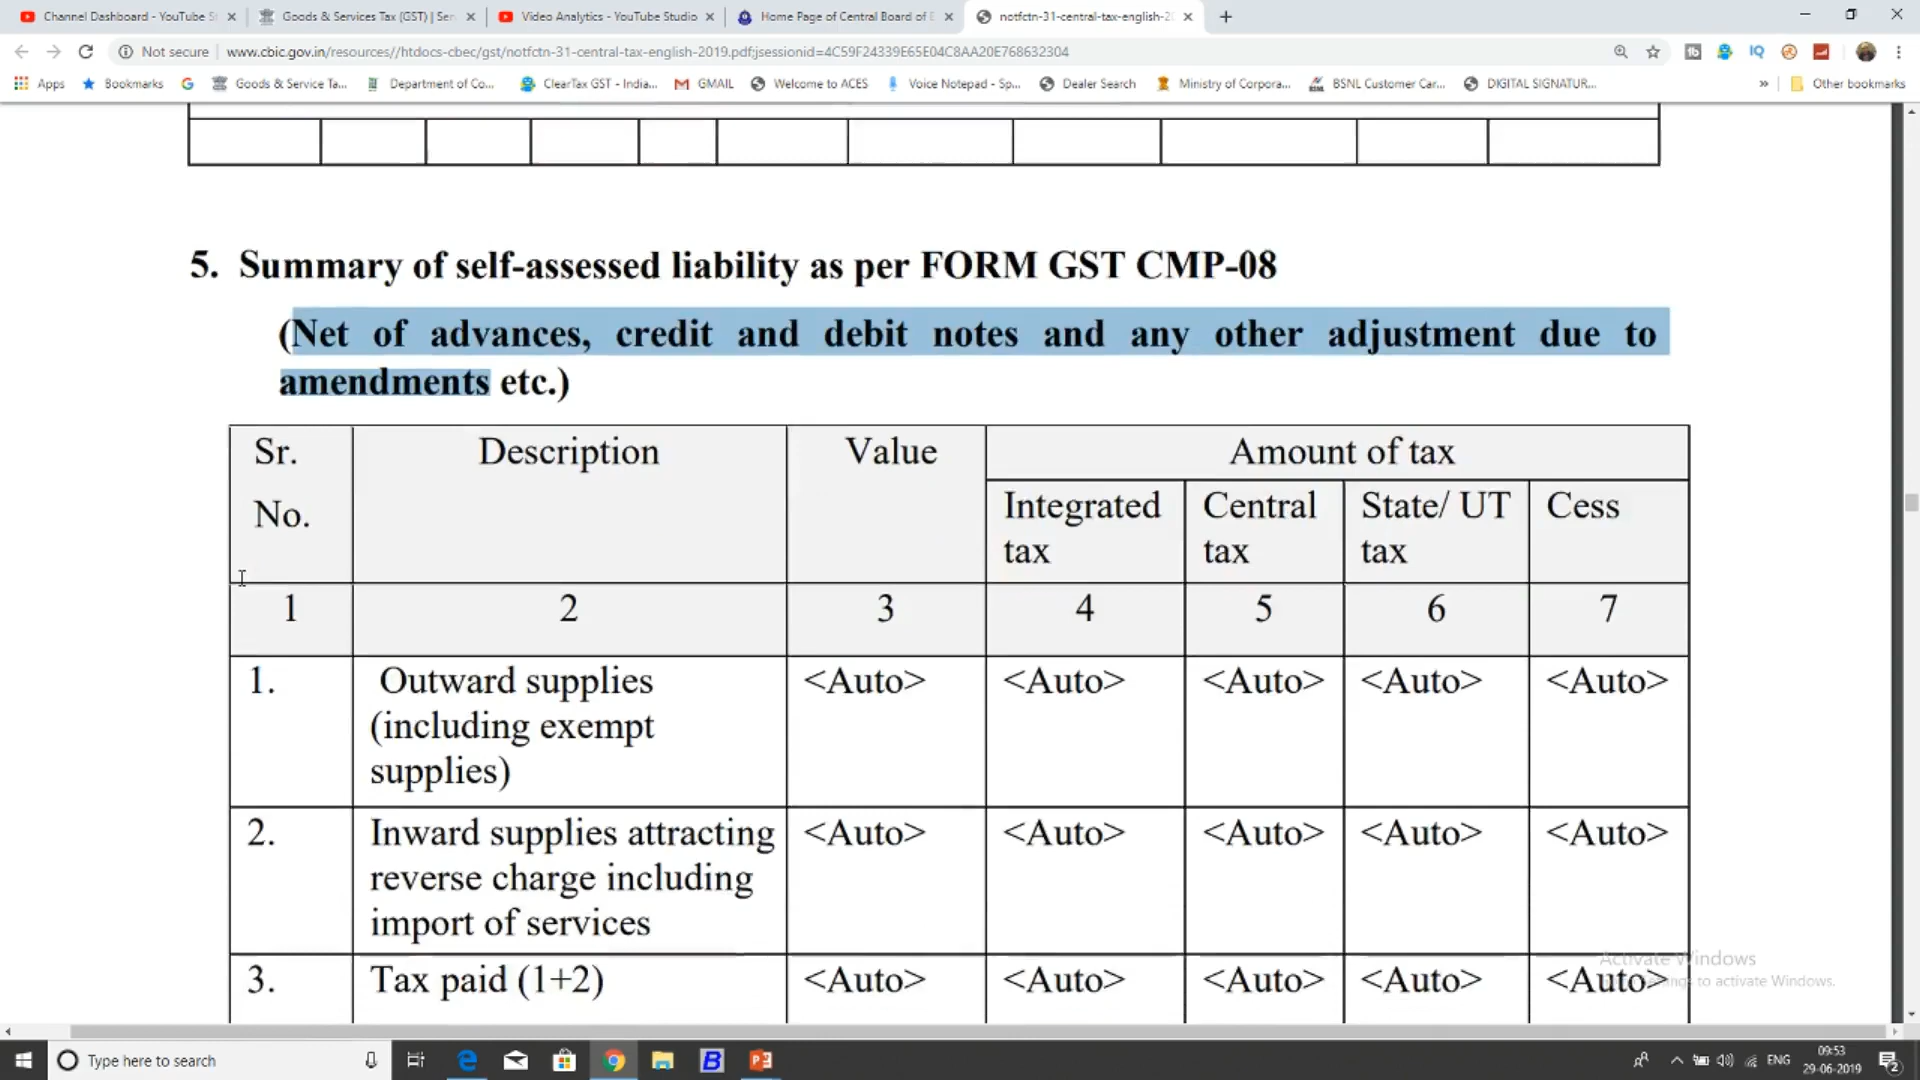 Channel Dashboard - YouTube S
Goods & Services Tax (GST) | Ser
Video Analytics - YouTube Studio
Home Page of Central Board of E
notfctn-31-central-tax-english-2
Not secure
www.cbic.gov.in/resources//htdocs-cbec/gst/notfctn-31-central-tax-english-2019.pdf;jsessionid=4C59F24339E65E04C8AA20E768632304
Apps
Bookmarks
Goods & Service Ta...
Department of Co...
ClearTax GST - India...
GMAIL
Welcome to ACES
Voice Notepad - Sp...
Dealer Search
Ministry of Corpora...
BSNL Customer Car...
DIGITAL SIGNATUR...
Other bookmarks
5. Summary of self-assessed liability as per FORM GST CMP-08
(Net of advances, credit and debit notes and any other adjustment due to
amendments etc.)
Sr. No.
Description
Value
Amount of tax
Integrated tax
Central tax
State/ UT tax
Cess
1 2 3 4 5 6 7
1. Outward supplies <Auto> <Auto> <Auto> <Auto> <Auto>
(including exempt
supplies)
2. Inward supplies attracting <Auto> <Auto> <Auto> <Auto> <Auto>
reverse charge including
import of services
3. Tax paid (1+2) <Auto> <Auto> <Auto> <Auto> <Auto>
Activate Windows
to activate Windows.
Type here to search
ENG
09:53
29-06-2019
2